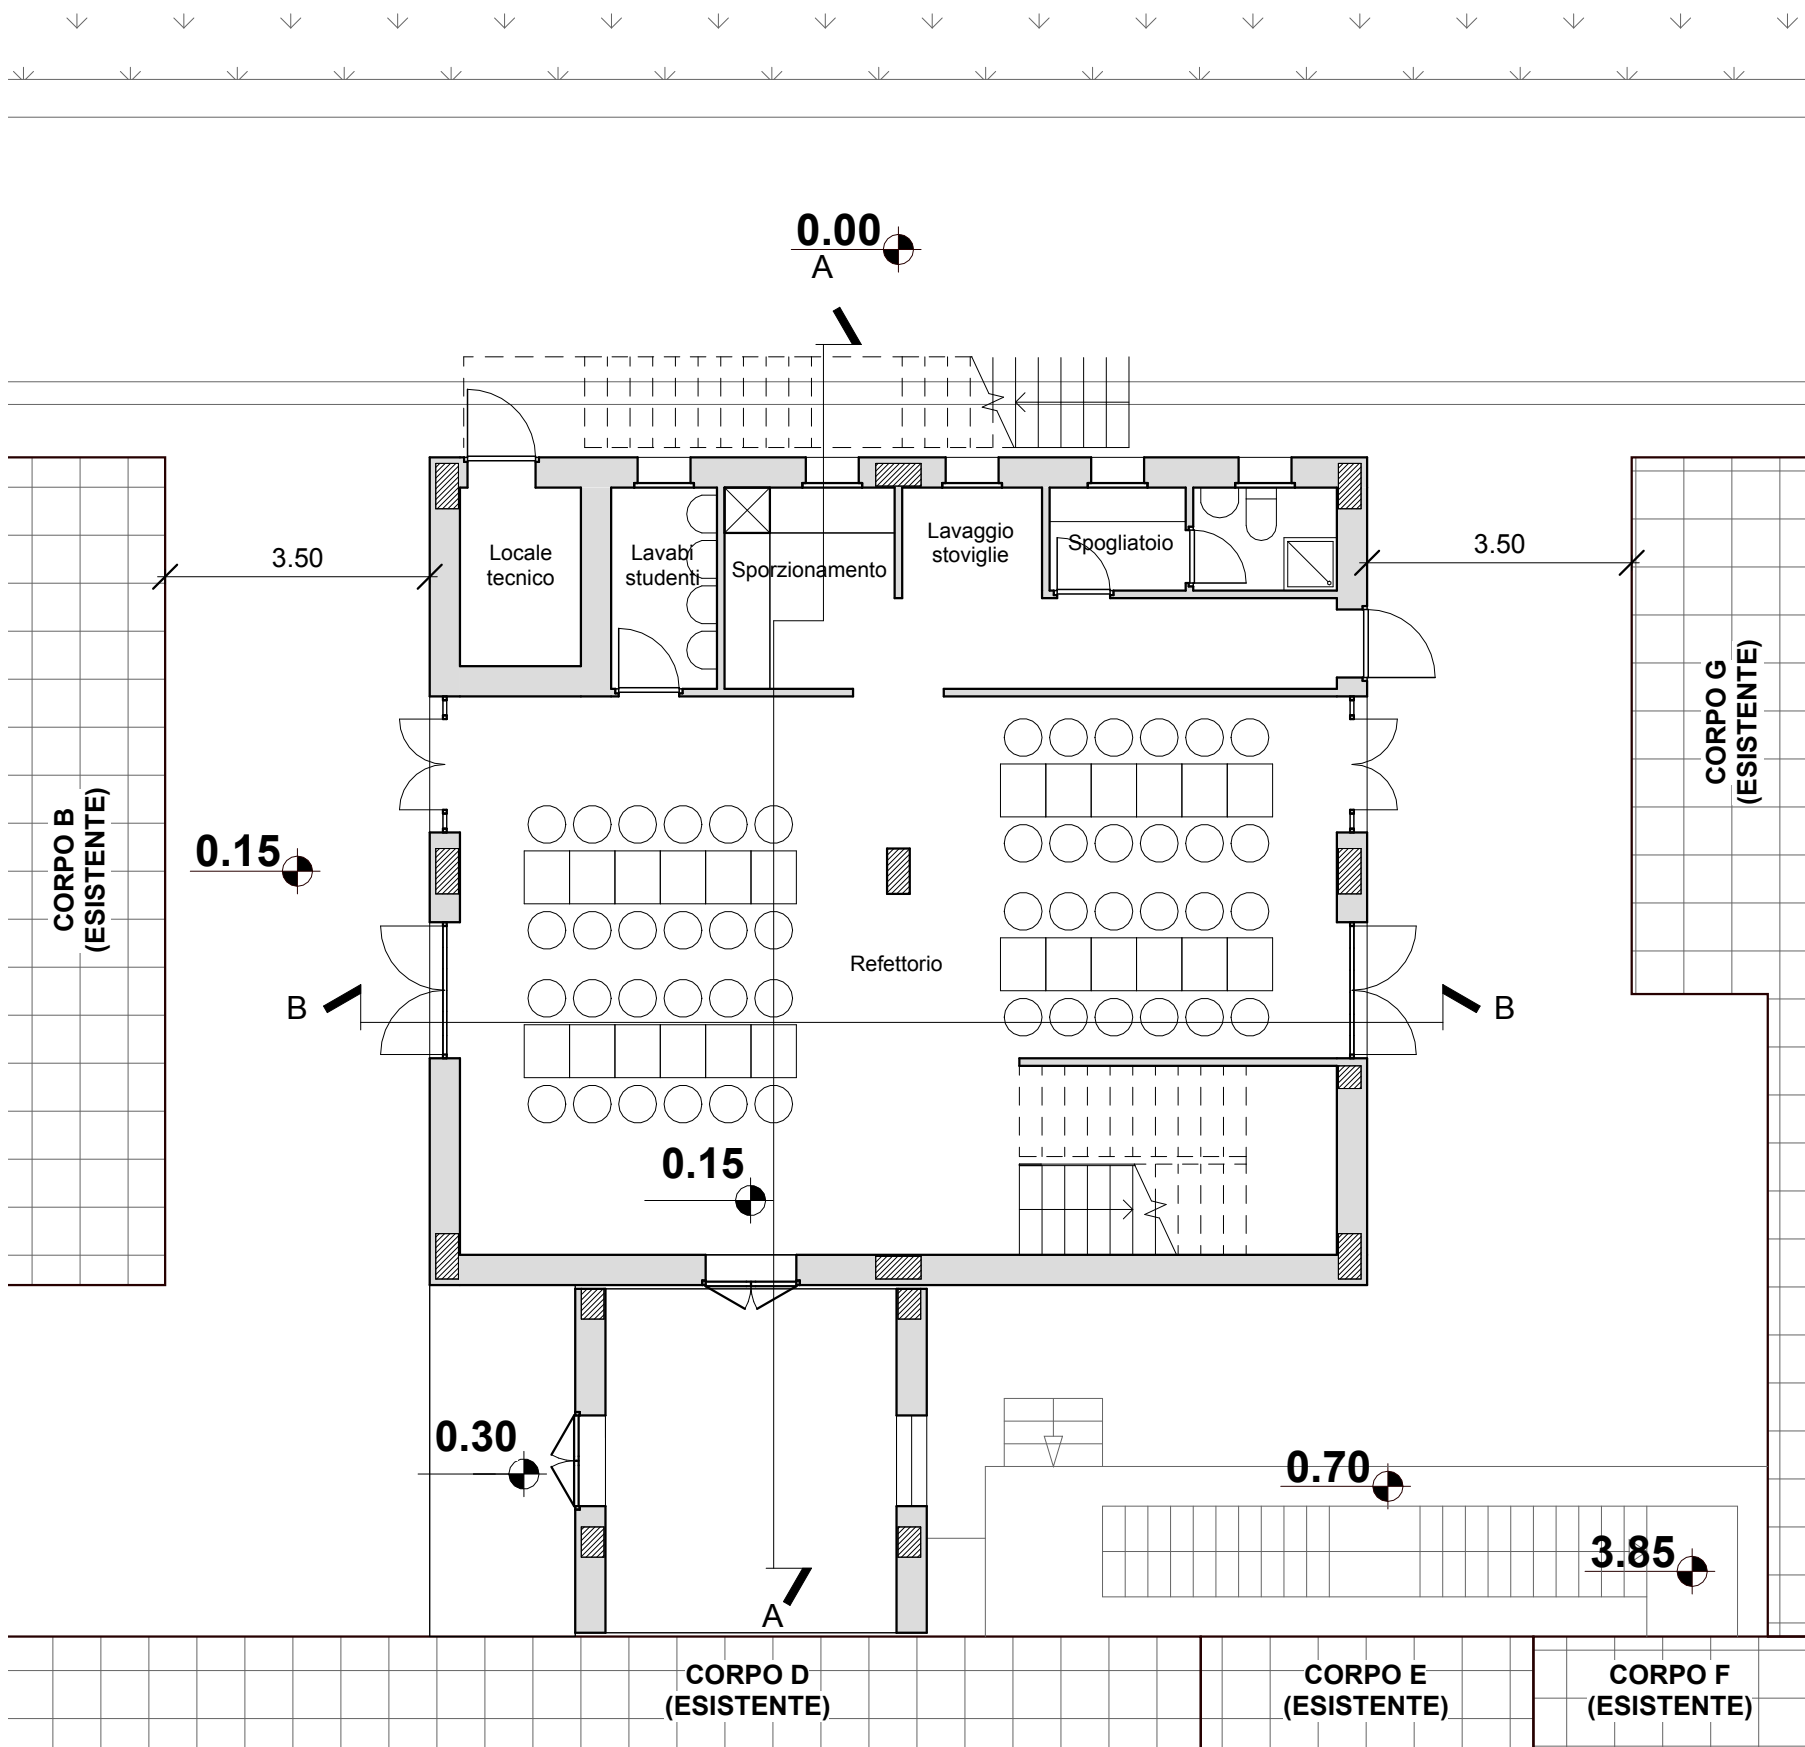 0.00
A
Locale
tecnico
Lavabi
studenti
Sporzionamento
Lavaggio
stoviglie
Spogliatoio
3.50
3.50
CORPO B
(ESISTENTE)
CORPO G
(ESISTENTE)
0.15
Refettorio
B
B
0.15
0.30
0.70
3.85
A
CORPO D
(ESISTENTE)
CORPO E
(ESISTENTE)
CORPO F
(ESISTENTE)